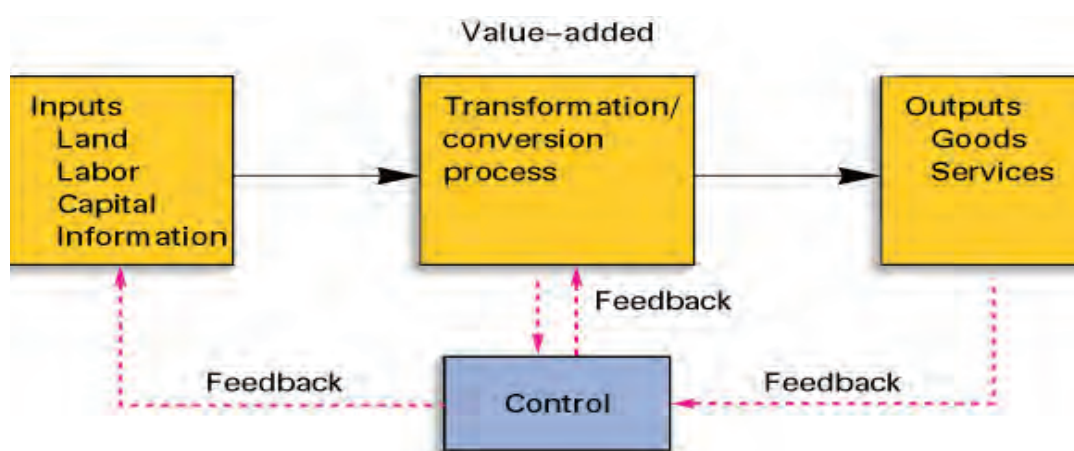 Value-added
Inputs
Land
Labor
Capital
Information
Transformation/
conversion
process
Outputs
Goods
Services
Feedback
Feedback
Control
Feedback